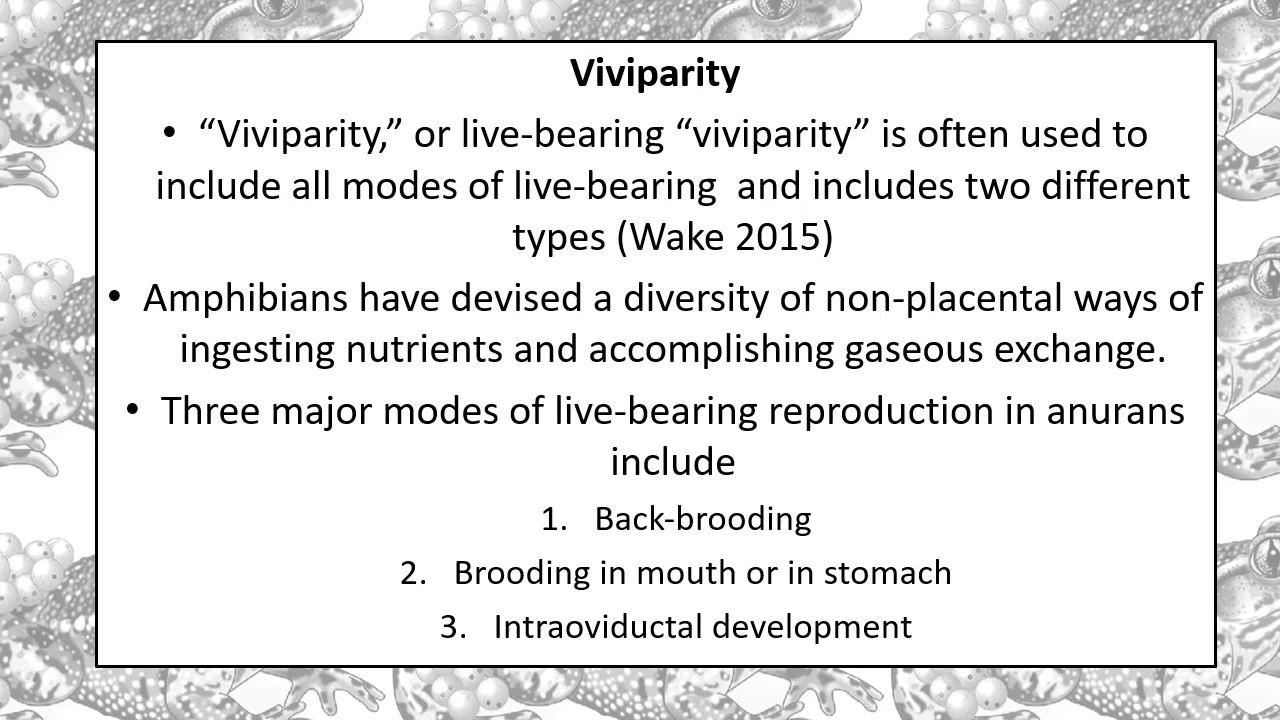 Viviparity
• “Viviparity,” or live-bearing “viviparity” is often used to
include all modes of live-bearing  and includes two different
types (Wake 2015)
• Amphibians have devised a diversity of non-placental ways of
ingesting nutrients and accomplishing gaseous exchange.
• Three major modes of live-bearing reproduction in anurans
include
1. Back-brooding
2. Brooding in mouth or in stomach
3. Intraoviductal development